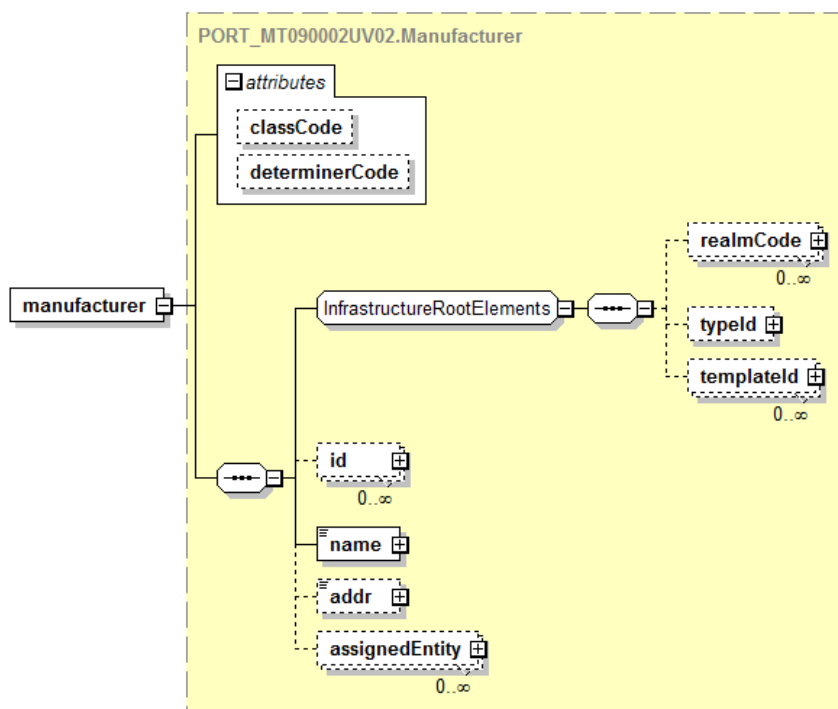 PORT_MT090002UV02.Manufacturer
attributes
classCode
determinerCode
manufacturer
InfrastructureRootElements
realmCode
0..∞
typeId
templateId
0..∞
id
0..∞
name
addr
assignedEntity
0..∞